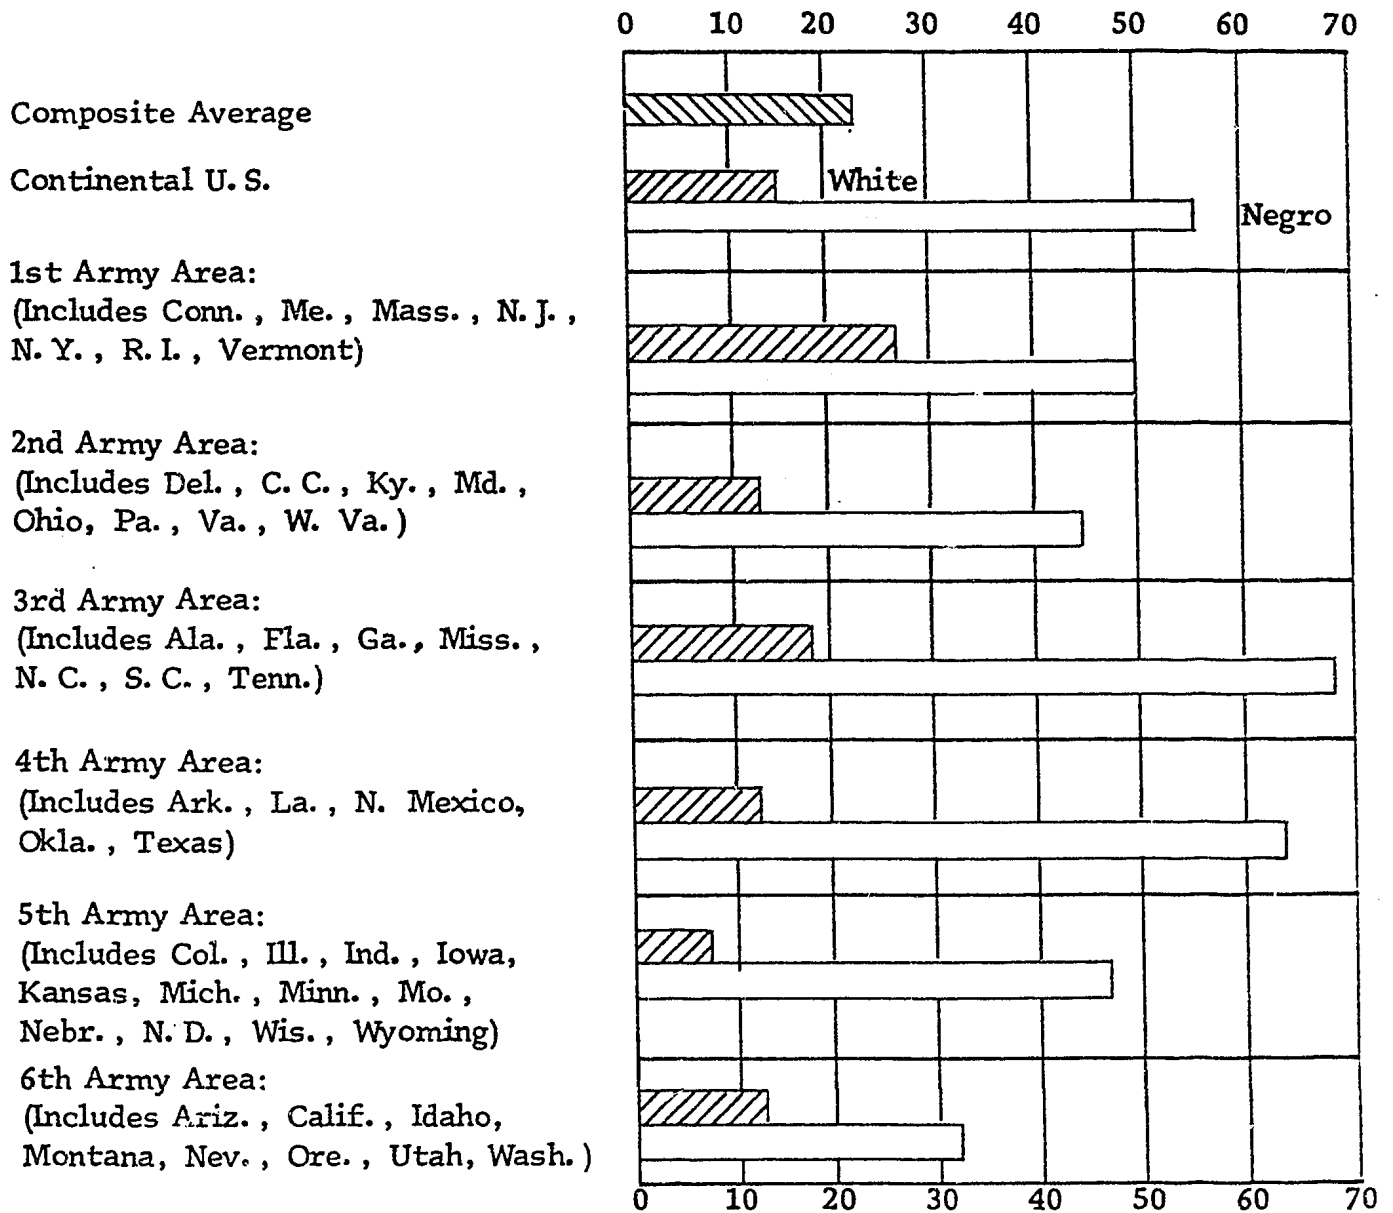 0 10 20 30 40 50 60 70
Composite Average
Continental U. S.
White
Negro
1st Army Area:
(Includes Conn. , Me. , Mass. , N. J. ,
N. Y. , R. I. , Vermont)
2nd Army Area:
(Includes Del. , C. C. , Ky. , Md. ,
Ohio, Pa. , Va. , W. Va. )
3rd Army Area:
(Includes Ala. , Fla. , Ga. , Miss. ,
N. C. , S. C. , Tenn.)
4th Army Area:
(Includes Ark. , La. , N. Mexico,
Okla. , Texas)
5th Army Area:
(Includes Col. , Ill. , Ind. , Iowa,
Kansas, Mich. , Minn. , Mo. ,
Nebr. , N. D. , Wis. , Wyoming)
6th Army Area:
(Includes Ariz. , Calif. , Idaho,
Montana, Nev. , Ore. , Utah, Wash. )
0 10 20 30 40 50 60 70